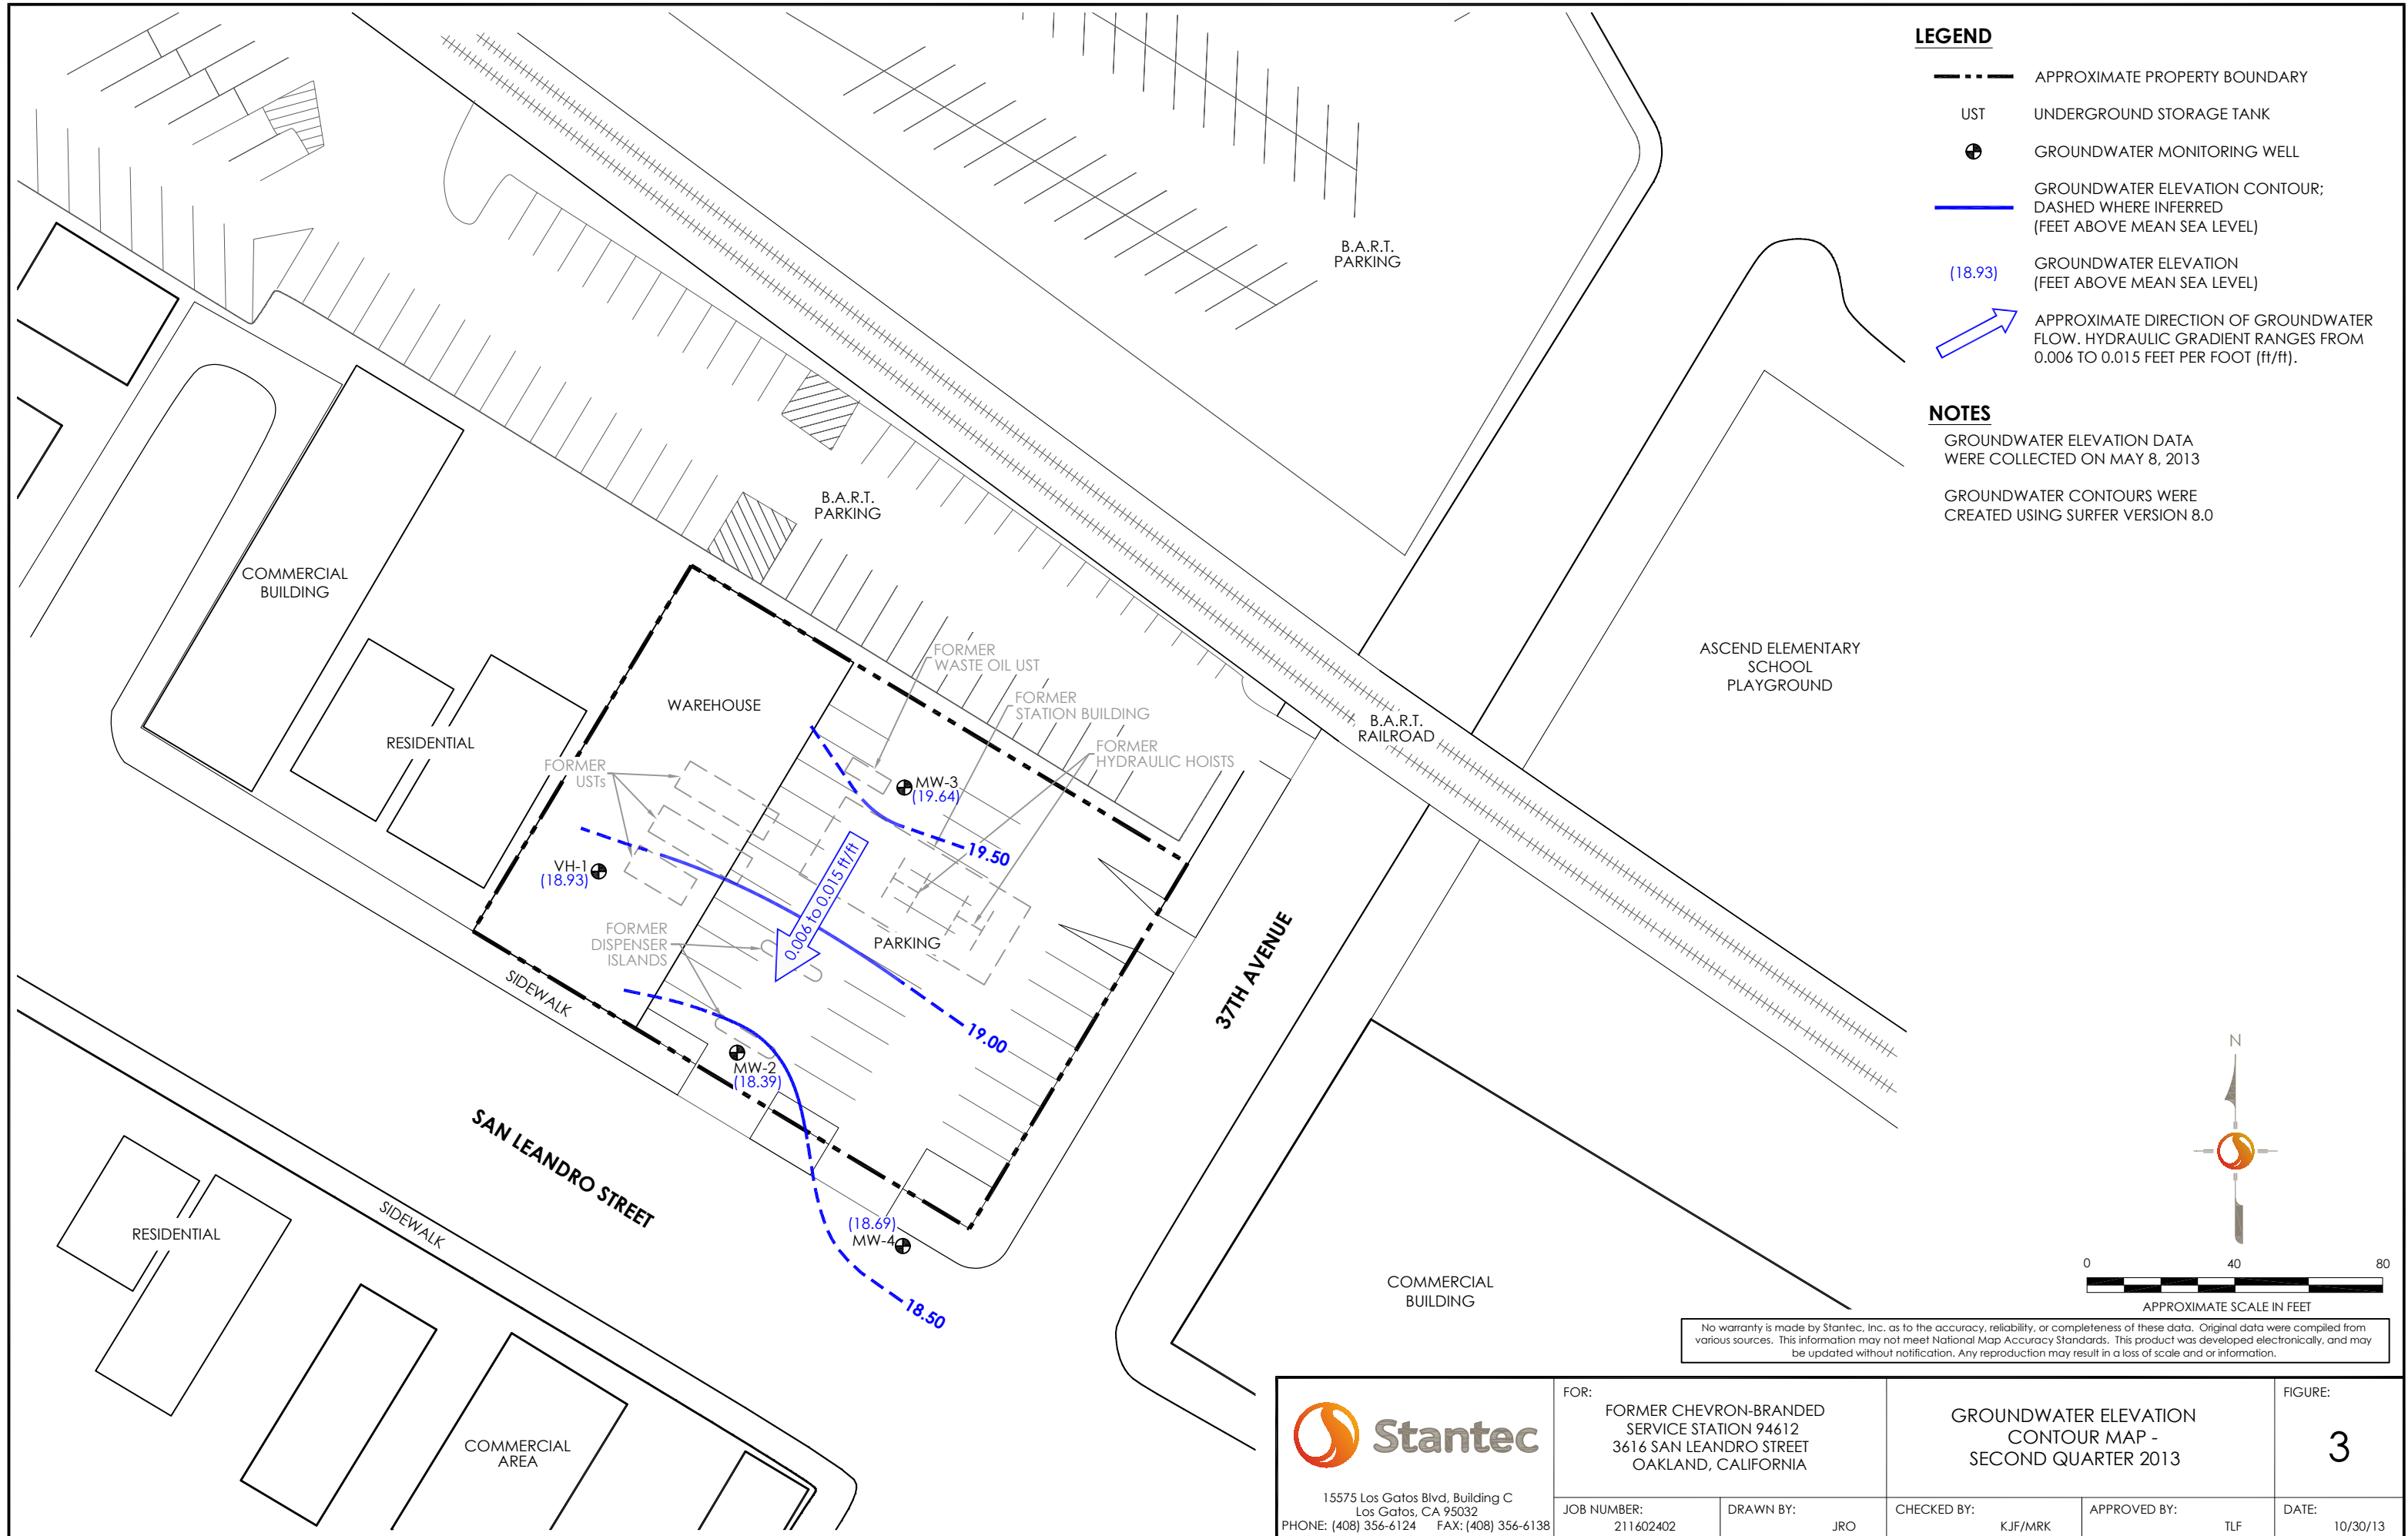 LEGEND
APPROXIMATE PROPERTY BOUNDARY
UST
UNDERGROUND STORAGE TANK
GROUNDWATER MONITORING WELL
GROUNDWATER ELEVATION CONTOUR;
DASHED WHERE INFERRED
(FEET ABOVE MEAN SEA LEVEL)
(18.93)
GROUNDWATER ELEVATION
(FEET ABOVE MEAN SEA LEVEL)
APPROXIMATE DIRECTION OF GROUNDWATER
FLOW. HYDRAULIC GRADIENT RANGES FROM
0.006 TO 0.015 FEET PER FOOT (ft/ft).
NOTES
GROUNDWATER ELEVATION DATA
WERE COLLECTED ON MAY 8, 2013
GROUNDWATER CONTOURS WERE
CREATED USING SURFER VERSION 8.0
B.A.R.T.
PARKING
B.A.R.T.
PARKING
COMMERCIAL
BUILDING
RESIDENTIAL
WAREHOUSE
FORMER
WASTE OIL UST
FORMER
STATION BUILDING
FORMER
HYDRAULIC HOISTS
B.A.R.T.
RAILROAD
ASCEND ELEMENTARY
SCHOOL
PLAYGROUND
FORMER
USTs
MW-3
(19.64)
19.50
VH-1
(18.93)
0.006 to 0.015 ft/ft
FORMER
DISPENSER
ISLANDS
PARKING
37TH AVENUE
SIDEWALK
19.00
MW-2
(18.39)
SAN LEANDRO STREET
(18.69)
MW-4
18.50
SIDEWALK
RESIDENTIAL
COMMERCIAL
AREA
COMMERCIAL
BUILDING
N
0 40 80
APPROXIMATE SCALE IN FEET
No warranty is made by Stantec, Inc. as to the accuracy, reliability, or completeness of these data. Original data were compiled from
various sources. This information may not meet National Map Accuracy Standards. This product was developed electronically, and may
be updated without notification. Any reproduction may result in a loss of scale and or information.
Stantec
15575 Los Gatos Blvd, Building C
Los Gatos, CA 95032
PHONE: (408) 356-6124 FAX: (408) 356-6138
FOR:
FORMER CHEVRON-BRANDED
SERVICE STATION 94612
3616 SAN LEANDRO STREET
OAKLAND, CALIFORNIA
GROUNDWATER ELEVATION
CONTOUR MAP -
SECOND QUARTER 2013
FIGURE:
3
JOB NUMBER:
211602402
DRAWN BY:
JRO
CHECKED BY:
KJF/MRK
APPROVED BY:
TLF
DATE:
10/30/13